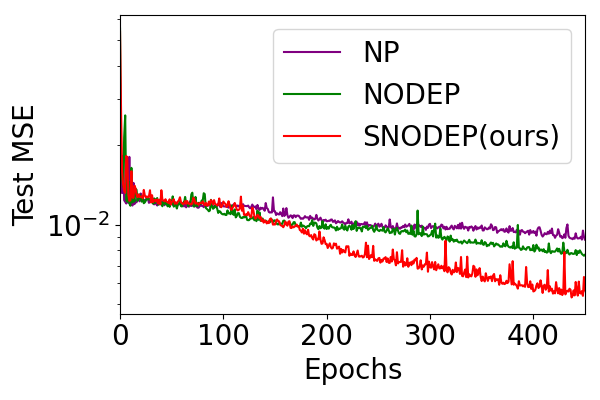 NP
NODEP
SNODEP(ours)
Test MSE
10⁻²
0 100 200 300 400
Epochs